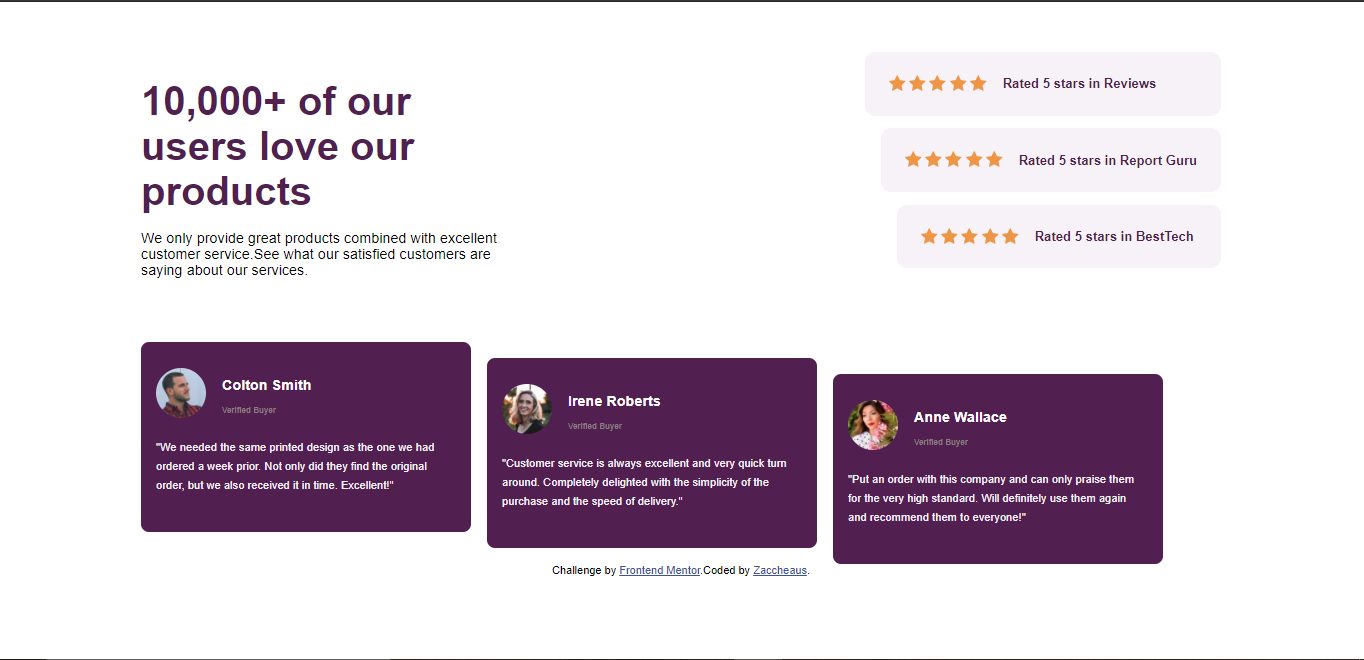 10,000+ of our
users love our
products
We only provide great products combined with excellent
customer service.See what our satisfied customers are
saying about our services.
Rated 5 stars in Reviews
Rated 5 stars in Report Guru
Rated 5 stars in BestTech
Colton Smith
Verified Buyer
"We needed the same printed design as the one we had
ordered a week prior. Not only did they find the original
order, but we also received it in time. Excellent!"
Irene Roberts
Verified Buyer
"Customer service is always excellent and very quick turn
around. Completely delighted with the simplicity of the
purchase and the speed of delivery."
Anne Wallace
Verified Buyer
"Put an order with this company and can only praise them
for the very high standard. Will definitely use them again
and recommend them to everyone!"
Challenge by Frontend Mentor.Coded by Zaccheaus.